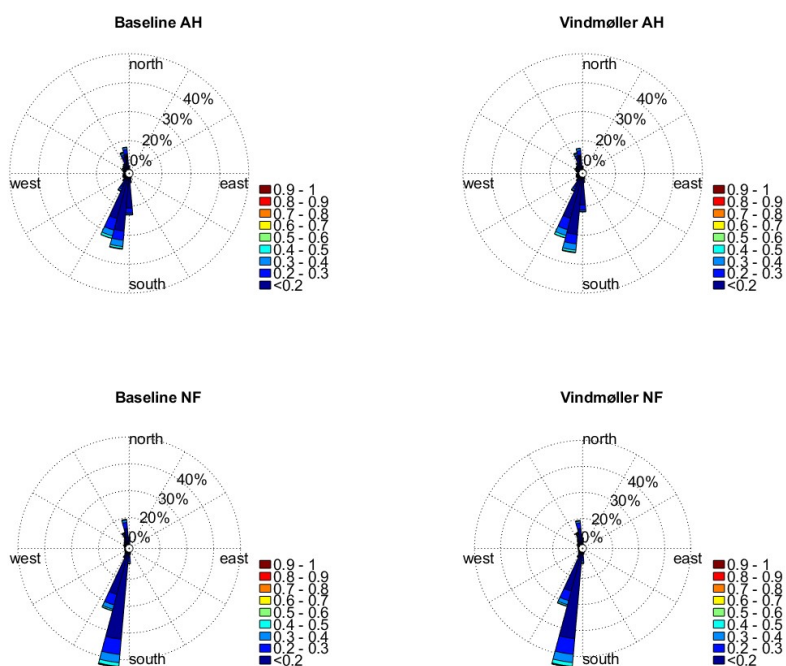 Baseline AH
north
40%
30%
20%
0%
west
east
south
0.9 - 1
0.8 - 0.9
0.7 - 0.8
0.6 - 0.7
0.5 - 0.6
0.4 - 0.5
0.3 - 0.4
0.2 - 0.3
<0.2
Vindmøller AH
north
40%
30%
20%
0%
west
east
south
0.9 - 1
0.8 - 0.9
0.7 - 0.8
0.6 - 0.7
0.5 - 0.6
0.4 - 0.5
0.3 - 0.4
0.2 - 0.3
<0.2
Baseline NF
north
40%
30%
20%
0%
west
east
south
0.9 - 1
0.8 - 0.9
0.7 - 0.8
0.6 - 0.7
0.5 - 0.6
0.4 - 0.5
0.3 - 0.4
0.2 - 0.3
<0.2
Vindmøller NF
north
40%
30%
20%
0%
west
east
south
0.9 - 1
0.8 - 0.9
0.7 - 0.8
0.6 - 0.7
0.5 - 0.6
0.4 - 0.5
0.3 - 0.4
0.2 - 0.3
<0.2